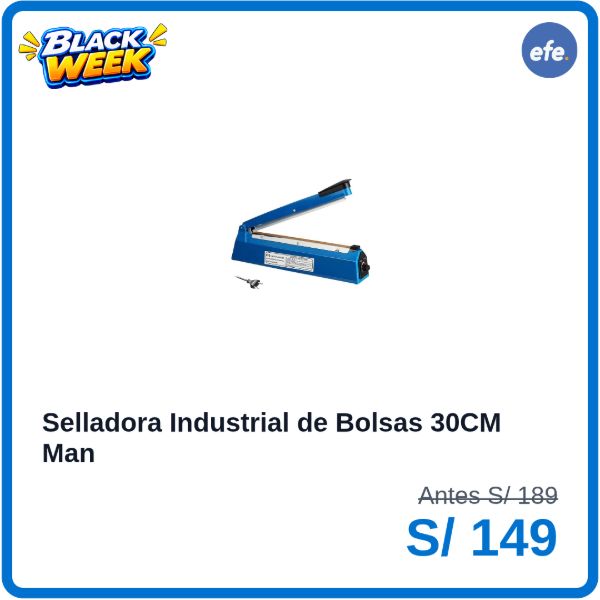 BLACK
WEEK
efe.
Selladora Industrial de Bolsas 30CM
Man
Antes S/ 189
S/ 149